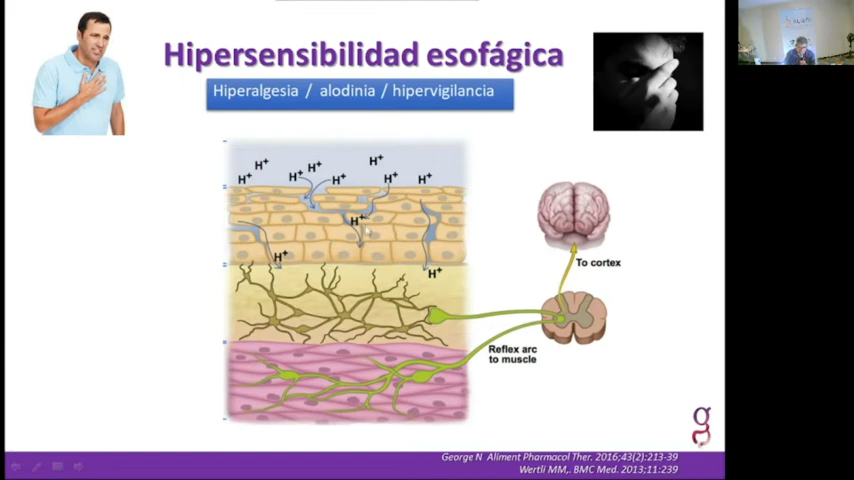 Hipersensibilidad esofágica
Hiperalgesia / alodinia / hipervigilancia
H+ H+ H+ H+ H+ H+ H+ H+
H+
H+
H+
To cortex
Reflex arc
to muscle
George N Aliment Pharmacol Ther. 2016;43(2):213-39
Wertli MM,. BMC Med. 2013;11:239